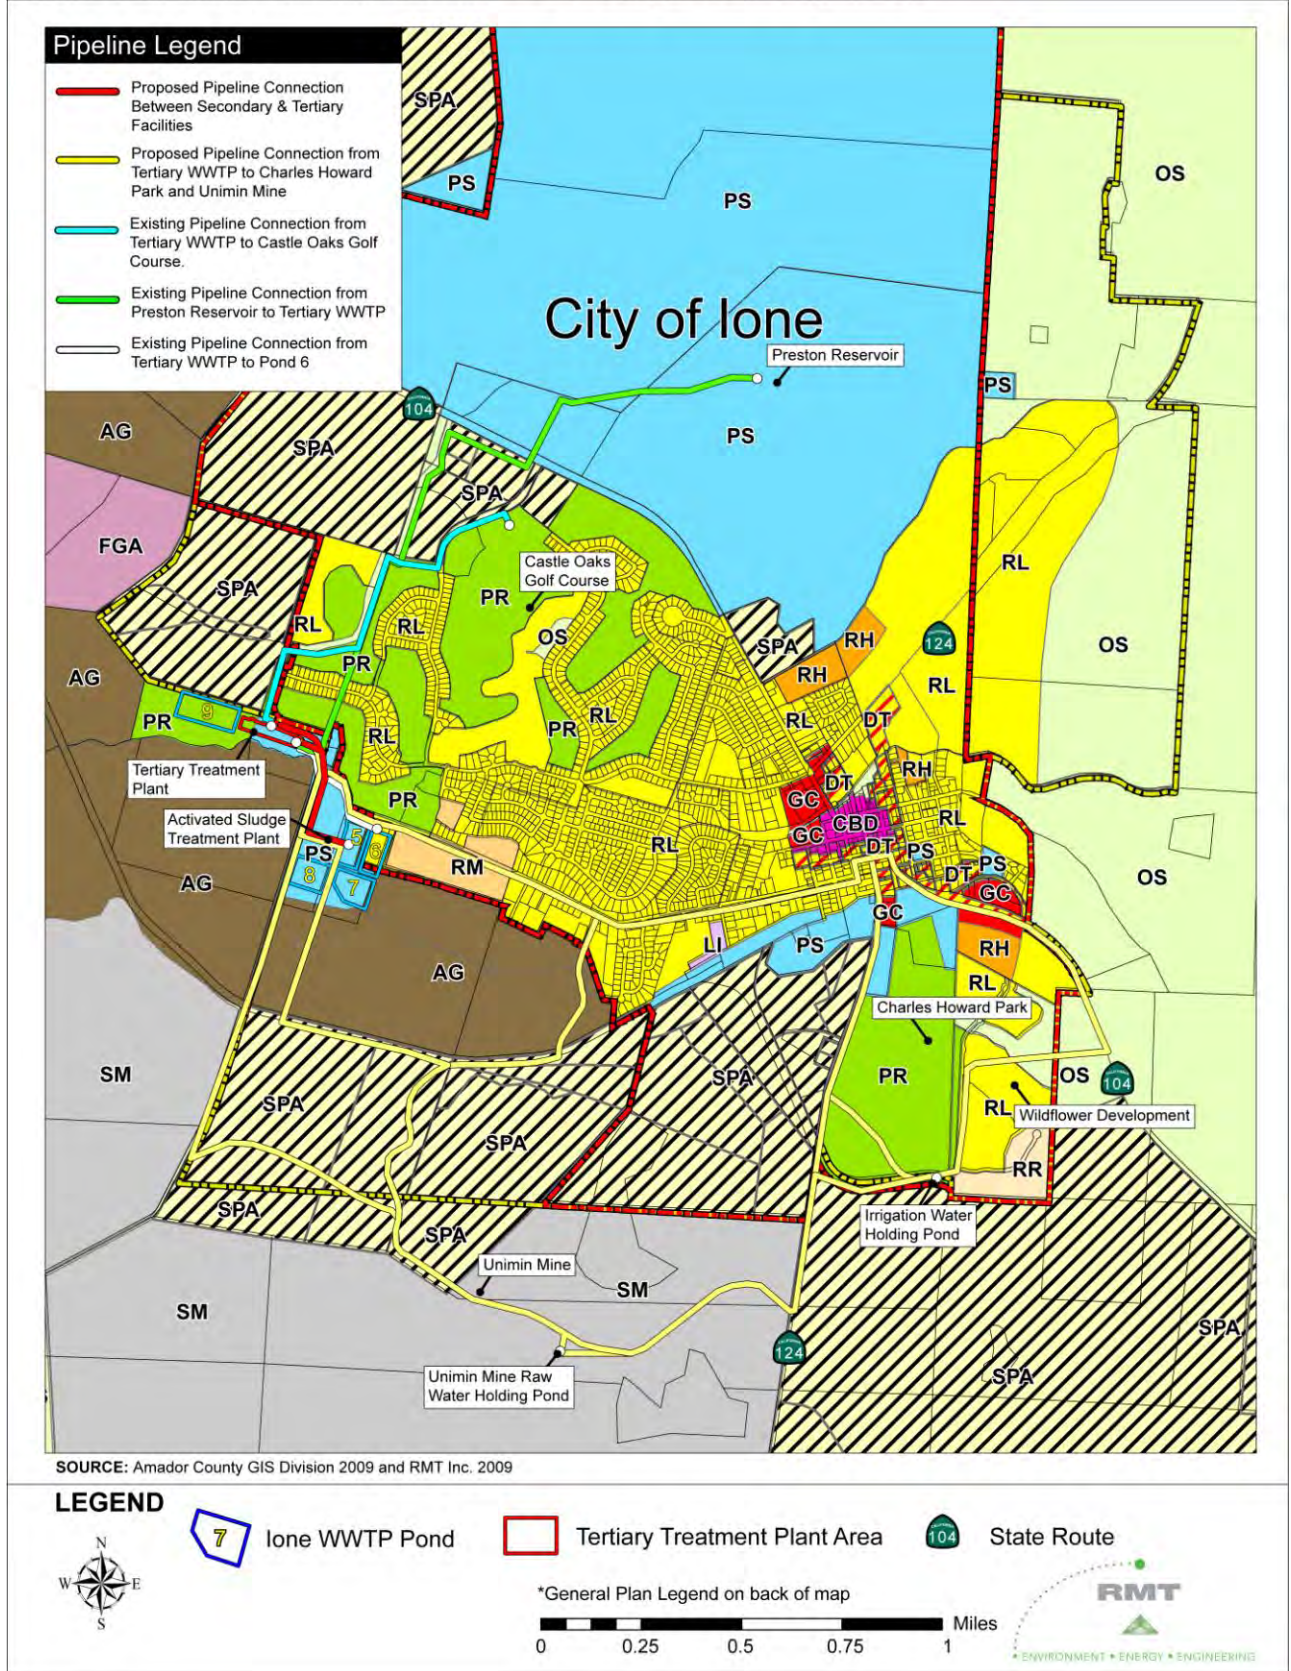 Pipeline Legend
Proposed Pipeline Connection
Between Secondary & Tertiary
Facilities
Proposed Pipeline Connection from
Tertiary WWTP to Charles Howard
Park and Unimin Mine
Existing Pipeline Connection from
Tertiary WWTP to Castle Oaks Golf
Course.
Existing Pipeline Connection from
Preston Reservoir to Tertiary WWTP
Existing Pipeline Connection from
Tertiary WWTP to Pond 6
SPA
PS
PS
OS
City of Ione
Preston Reservoir
PS
104
AG
SPA
PS
SPA
FGA
Castle Oaks
Golf Course
RL
SPA
PR
RL
RL
OS
SPA
RH
124
OS
PR
RH
AG
RL
PR
9
PR
RL
RL
DT
RL
Tertiary Treatment
Plant
RH
DT
PR
GC
Activated Sludge
Treatment Plant
CBD
RL
5
GC
RL
DT
PS
6
PS
PS
RM
8
7
DT
OS
AG
GC
GC
LI
PS
RH
AG
RL
Charles Howard Park
SM
SPA
PR
OS
104
SPA
RL
Wildflower Development
SPA
RR
SPA
SPA
Irrigation Water
Holding Pond
Unimin Mine
SM
SM
SPA
124
SPA
Unimin Mine Raw
Water Holding Pond
SOURCE: Amador County GIS Division 2009 and RMT Inc. 2009
LEGEND
N
W E
S
7
Ione WWTP Pond
Tertiary Treatment Plant Area
104
State Route
*General Plan Legend on back of map
Miles
0 0.25 0.5 0.75 1
RMT
ENVIRONMENT • ENERGY • ENGINEERING